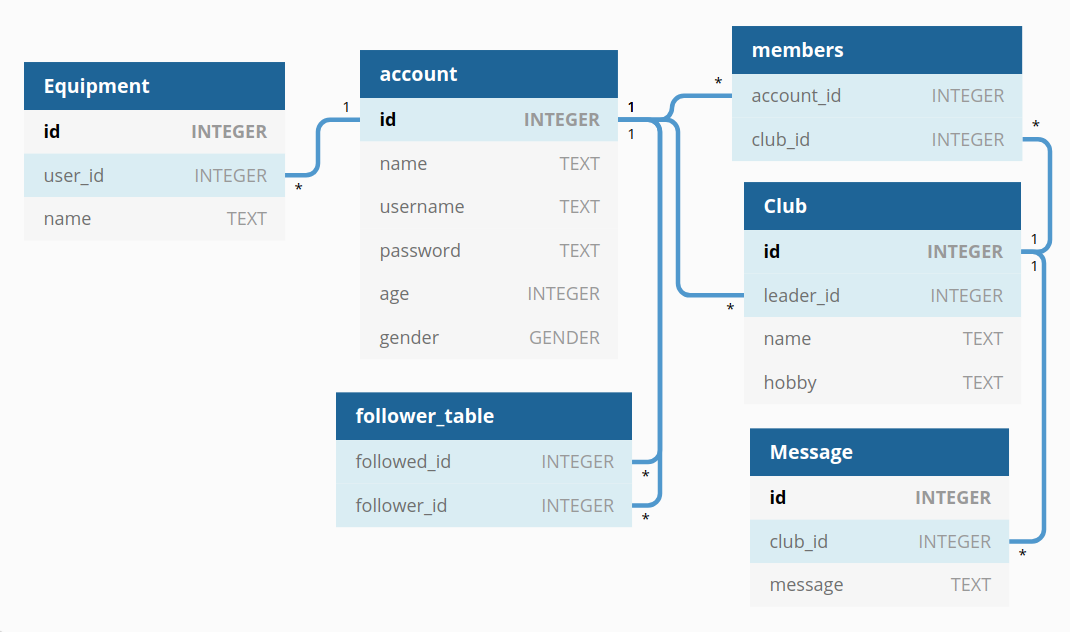 Equipment
id INTEGER
user_id INTEGER
name TEXT
1
*
account
id INTEGER
name TEXT
username TEXT
password TEXT
age INTEGER
gender GENDER
1
1
follower_table
followed_id INTEGER
follower_id INTEGER
*
*
members
account_id INTEGER
club_id INTEGER
*
*
Club
id INTEGER
leader_id INTEGER
name TEXT
hobby TEXT
1
1
*
Message
id INTEGER
club_id INTEGER
message TEXT
*